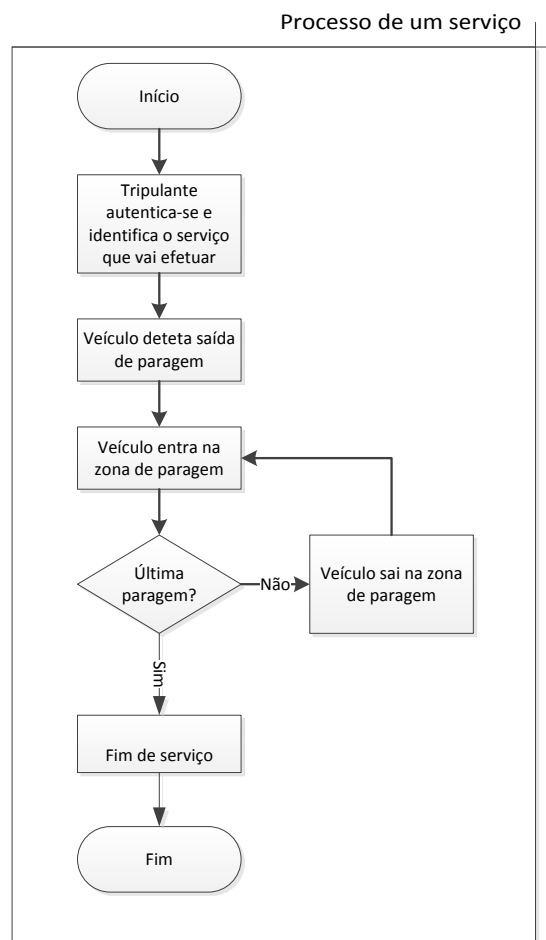 Processo de um serviço
Início
Tripulante
autentica-se e
identifica o serviço
que vai efetuar
Veículo deteta saída
de paragem
Veículo entra na
zona de paragem
Última
paragem?
Não
Veículo sai na zona
de paragem
Sim
Fim de serviço
Fim